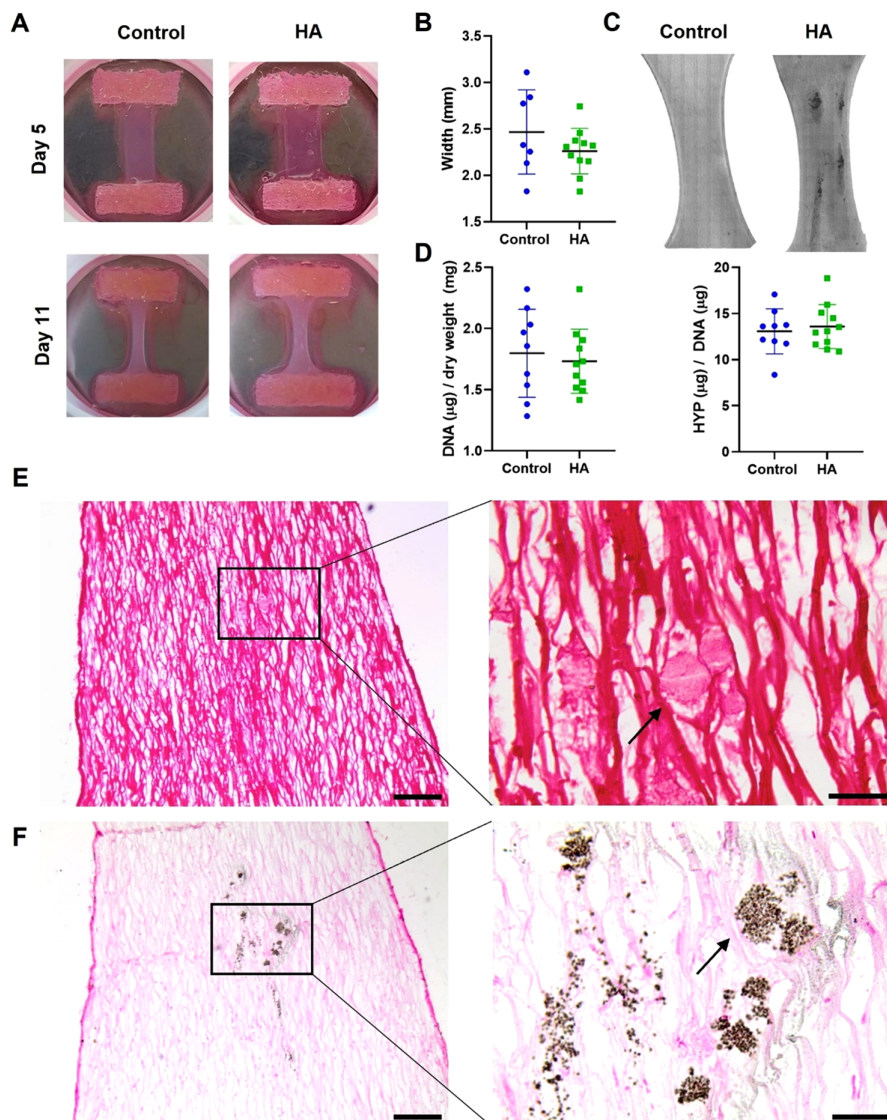 A
Control
HA
Day 5
Day 11
B
Width (mm)
3.5
3.0
2.5
2.0
1.5
Control
HA
C
Control
HA
D
DNA (µg) / dry weight (mg)
2.5
2.0
1.5
1.0
Control
HA
HYP (µg) / DNA (µg)
20
15
10
5
0
Control
HA
E
F